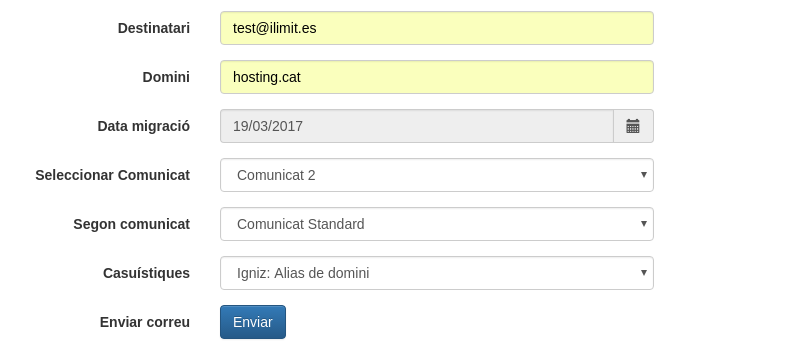 Destinatari test@ilimit.es
Domini hosting.cat
Data migració 19/03/2017
Seleccionar Comunicat Comunicat 2
Segon comunicat Comunicat Standard
Casuístiques Igniz: Alias de domini
Enviar correu Enviar